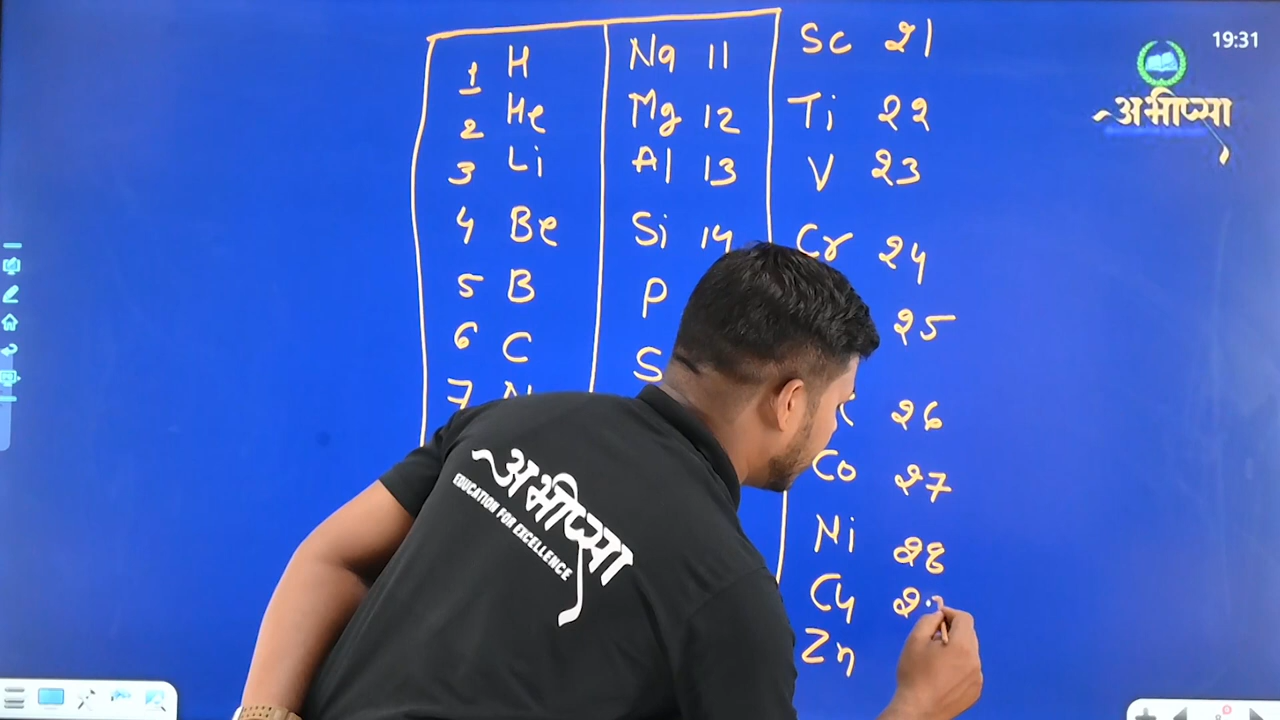 19:31
अभीप्सा
1 H
2 He
3 Li
4 Be
5 B
6 C
7 N
Na 11
Mg 12
Al 13
Si 14
P
S
Sc 21
Ti 22
V 23
Cr 24
25
26
Co 27
Ni 28
Cu
Zn
अभीप्सा
EDUCATION FOR EXCELLENCE